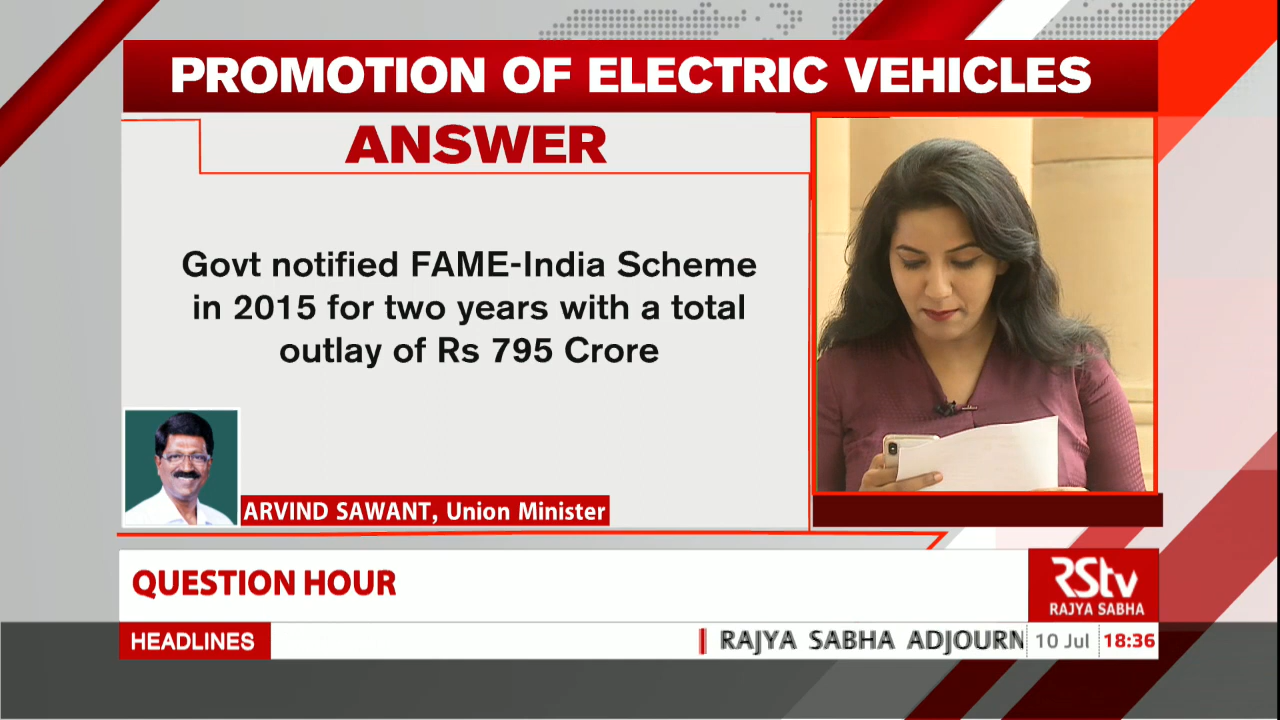 PROMOTION OF ELECTRIC VEHICLES
ANSWER
Govt notified FAME-India Scheme
in 2015 for two years with a total
outlay of Rs 795 Crore
ARVIND SAWANT, Union Minister
QUESTION HOUR
RStv
RAJYA SABHA
HEADLINES
RAJYA SABHA ADJOURN
10 Jul
18:36